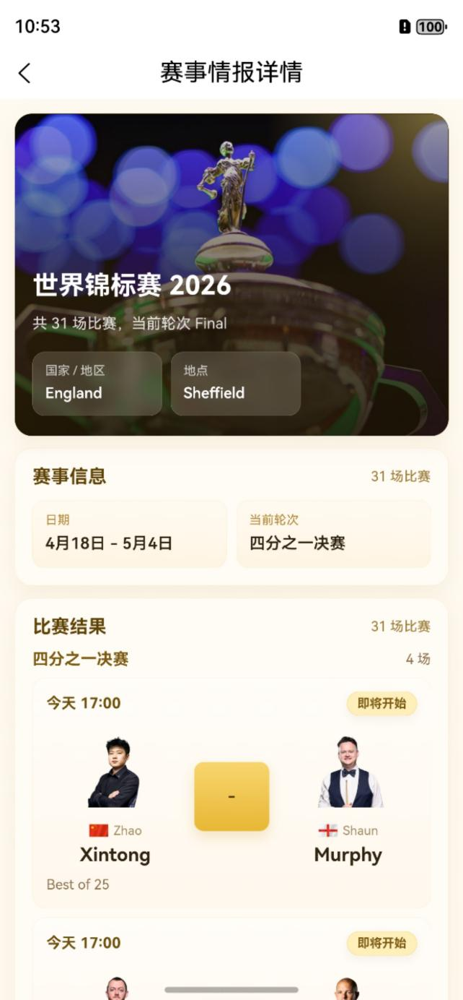 10:53
100
赛事情报详情
世界锦标赛 2026
共 31 场比赛，当前轮次 Final
国家 / 地区
England
地点
Sheffield
赛事信息
31 场比赛
日期
4月18日 - 5月4日
当前轮次
四分之一决赛
比赛结果
31 场比赛
四分之一决赛
4 场
今天 17:00
即将开始
-
Zhao
Xintong
Shaun
Murphy
Best of 25
今天 17:00
即将开始